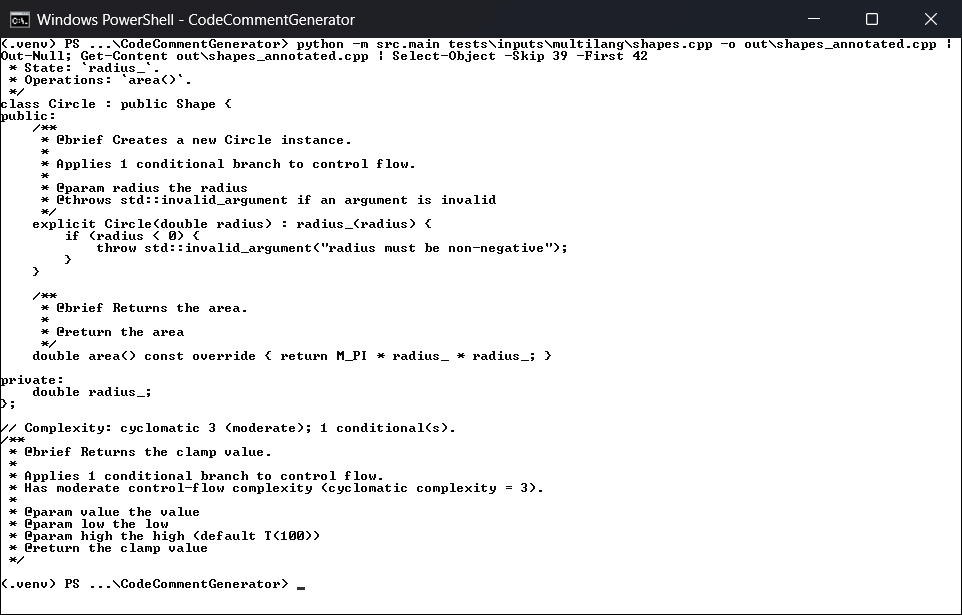 Windows PowerShell - CodeCommentGenerator
(.venv) PS ...\CodeCommentGenerator> python -m src.main tests\inputs\multilang\shapes.cpp -o out\shapes_annotated.cpp |
Out-Null; Get-Content out\shapes_annotated.cpp | Select-Object -Skip 39 -First 42
 * State: `radius_`.
 * Operations: `area()`.
 */
class Circle : public Shape {
public:
    /**
     * @brief Creates a new Circle instance.
     *
     * Applies 1 conditional branch to control flow.
     *
     * @param radius the radius
     * @throws std::invalid_argument if an argument is invalid
     */
    explicit Circle(double radius) : radius_(radius) {
        if (radius < 0) {
            throw std::invalid_argument("radius must be non-negative");
        }
    }

    /**
     * @brief Returns the area.
     *
     * @return the area
     */
    double area() const override { return M_PI * radius_ * radius_; }

private:
    double radius_;
};

// Complexity: cyclomatic 3 (moderate); 1 conditional(s).
/**
 * @brief Returns the clamp value.
 *
 * Applies 1 conditional branch to control flow.
 * Has moderate control-flow complexity (cyclomatic complexity = 3).
 *
 * @param value the value
 * @param low the low
 * @param high the high (default T(100))
 * @return the clamp value
 */

(.venv) PS ...\CodeCommentGenerator> _